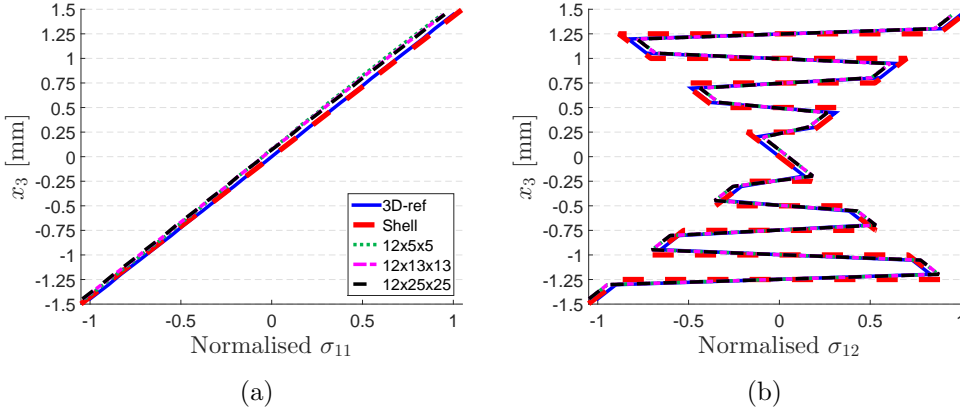 1.5
1.25
1
0.75
0.5
0.25
0
-0.25
-0.5
-0.75
-1
-1.25
-1.5
x₃ [mm]
3D-ref
Shell
12x5x5
12x13x13
12x25x25
-1 -0.5 0 0.5 1
Normalised σ₁₁
(a)
1.5
1.25
1
0.75
0.5
0.25
0
-0.25
-0.5
-0.75
-1
-1.25
-1.5
x₃ [mm]
-1 -0.5 0 0.5 1
Normalised σ₁₂
(b)